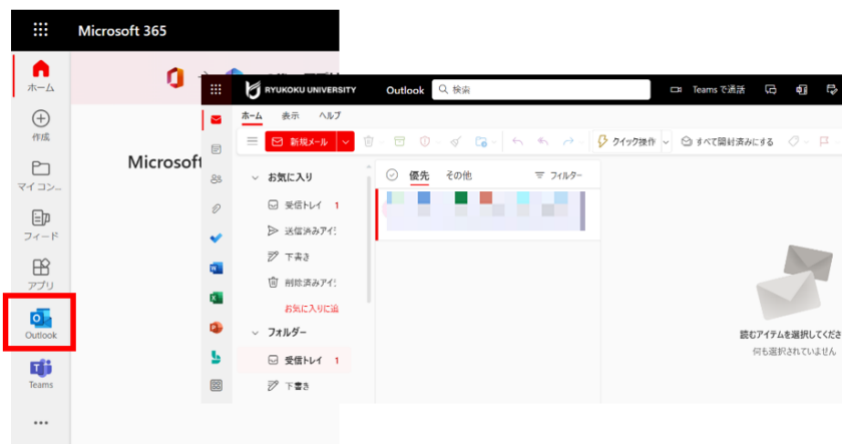 Microsoft 365
ホーム
作成
マイ コン...
フィード
アプリ
Outlook
Teams
Microsoft
RYUKOKU UNIVERSITY
Outlook
検索
Teams で通話
ホーム 表示 ヘルプ
新規メール
クイック操作
すべて開封済みにする
お気に入り
受信トレイ 1
送信済みアイ
下書き
削除済みアイ
お気に入りに追
フォルダー
受信トレイ 1
下書き
優先 その他 フィルター
読むアイテムを選択してくださ
何も選択されていません